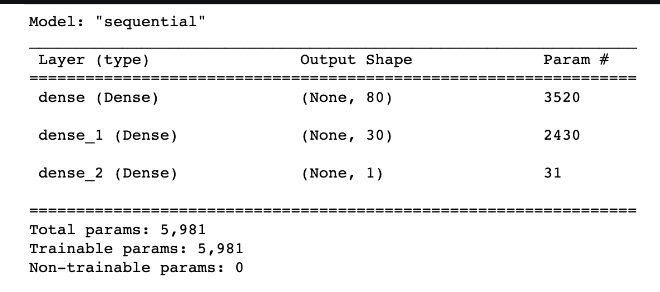 Model: "sequential"
Layer (type) Output Shape Param #
=================================================================
dense (Dense) (None, 80) 3520
dense_1 (Dense) (None, 30) 2430
dense_2 (Dense) (None, 1) 31
=================================================================
Total params: 5,981
Trainable params: 5,981
Non-trainable params: 0